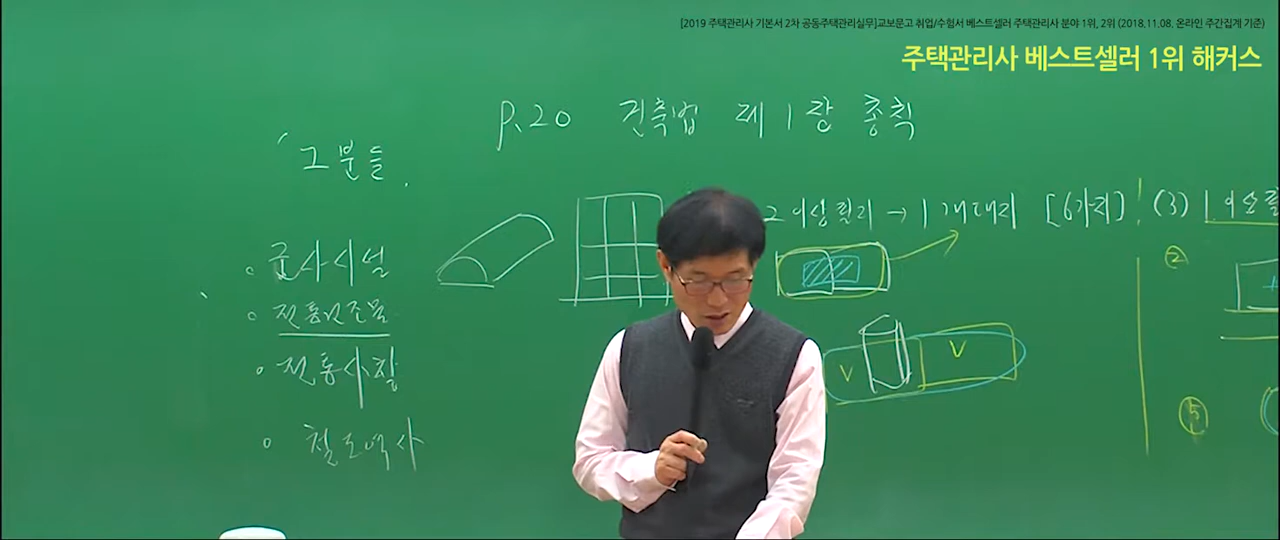 [2019 주택관리사 기본서 2차 공동주택관리실무]교보문고 취업/수험서 베스트셀러 주택관리사 분야 1위, 2위 (2018.11.08. 온라인 주간집계 기준)
주택관리사 베스트셀러 1위 해커스
P.20 건축법 제1장 총칙
그분들
2 이상필지 → 1개대지 [6가지] (3) 1
②
군사시설
전통건조물
전통사찰
철도역사
V V
⑤